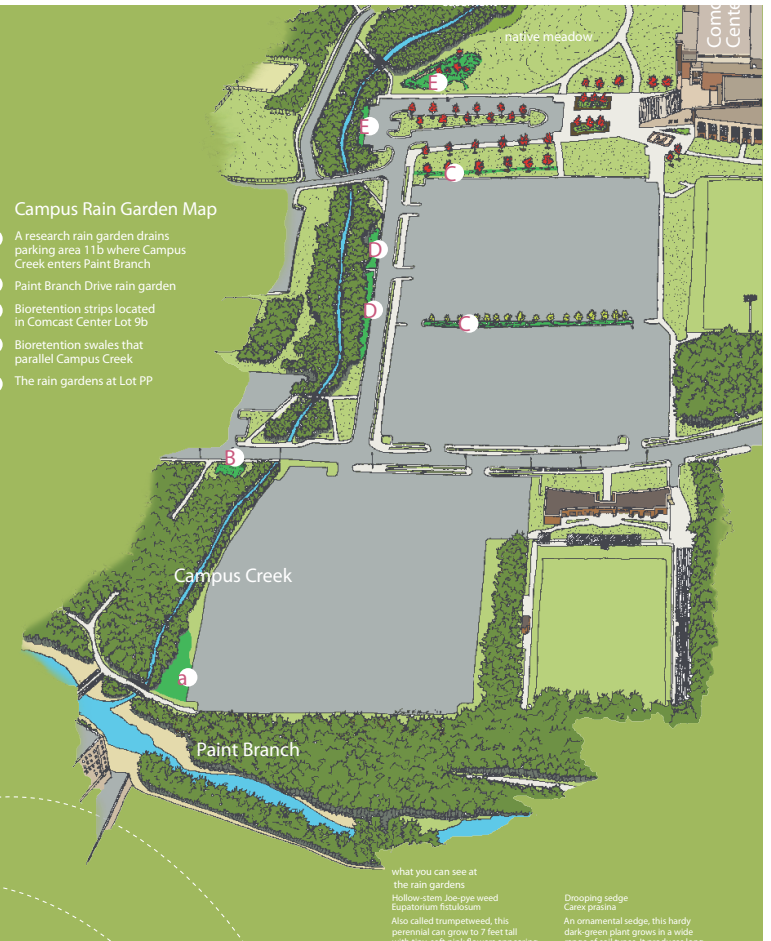 native meadow
E
E
C
Campus Rain Garden Map
A research rain garden drains
parking area 11b where Campus
Creek enters Paint Branch
Paint Branch Drive rain garden
Bioretention strips located
in Comcast Center Lot 9b
Bioretention swales that
parallel Campus Creek
The rain gardens at Lot PP
D
D
C
B
Campus Creek
a
Paint Branch
what you can see at
the rain gardens
Hollow-stem Joe-pye weed
Eupatorium fistulosum
Also called trumpetweed, this
perennial can grow to 7 feet tall
Drooping sedge
Carex prasina
An ornamental sedge, this hardy
dark-green plant grows in a wide